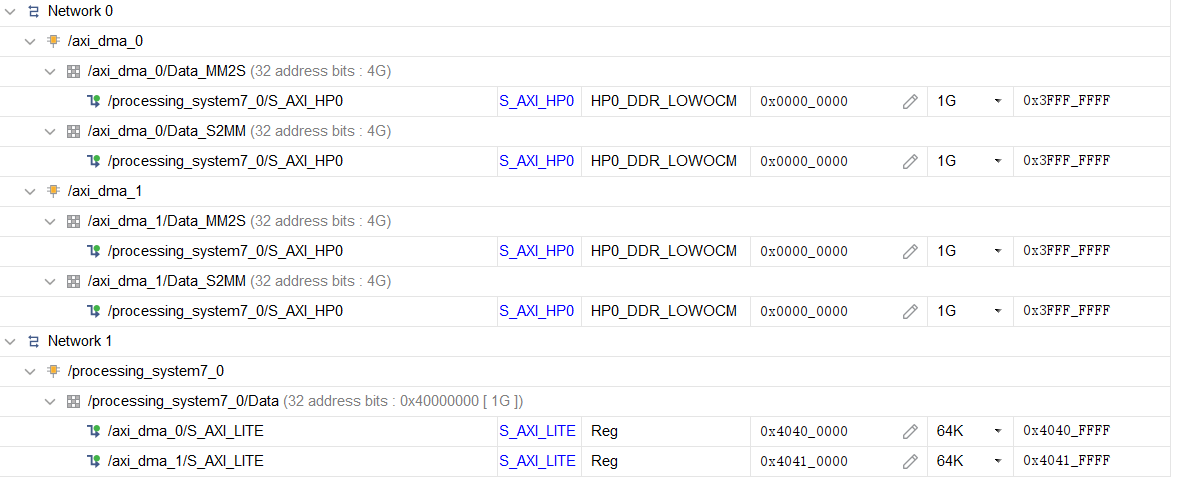 Network 0
/axi_dma_0
/axi_dma_0/Data_MM2S (32 address bits : 4G)
/processing_system7_0/S_AXI_HP0 S_AXI_HP0 HP0_DDR_LOWOCM 0x0000_0000 1G 0x3FFF_FFFF
/axi_dma_0/Data_S2MM (32 address bits : 4G)
/processing_system7_0/S_AXI_HP0 S_AXI_HP0 HP0_DDR_LOWOCM 0x0000_0000 1G 0x3FFF_FFFF
/axi_dma_1
/axi_dma_1/Data_MM2S (32 address bits : 4G)
/processing_system7_0/S_AXI_HP0 S_AXI_HP0 HP0_DDR_LOWOCM 0x0000_0000 1G 0x3FFF_FFFF
/axi_dma_1/Data_S2MM (32 address bits : 4G)
/processing_system7_0/S_AXI_HP0 S_AXI_HP0 HP0_DDR_LOWOCM 0x0000_0000 1G 0x3FFF_FFFF
Network 1
/processing_system7_0
/processing_system7_0/Data (32 address bits : 0x40000000 [ 1G ])
/axi_dma_0/S_AXI_LITE S_AXI_LITE Reg 0x4040_0000 64K 0x4040_FFFF
/axi_dma_1/S_AXI_LITE S_AXI_LITE Reg 0x4041_0000 64K 0x4041_FFFF